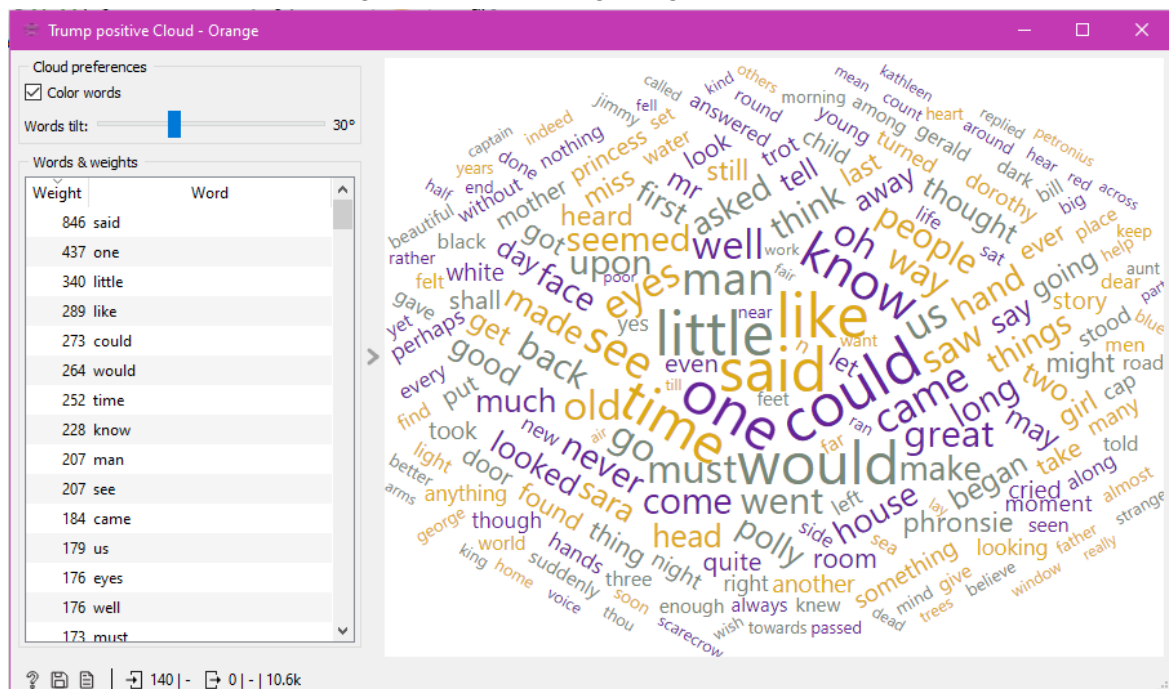 Trump positive Cloud - Orange
Cloud preferences
Color words
Words tilt: 30°
Words & weights
Weight Word
846 said
437 one
340 little
289 like
273 could
264 would
252 time
228 know
207 man
207 see
184 came
179 us
176 eyes
176 well
173 must
140 | - 0 | - | 10.6k
called kind others mean kathleen
jimmy fell round morning count heart replied
captain indeed set answered young among gerald around petronius
years done nothing princess water look trot child turned dark hear red across
half end without mother miss mr still tell last dorothy bill big
beautiful first asked think away thought life place keep
rather black got heard seemed well oh people ever help
felt white day face upon work know way sat going aunt
gave shall made eyes poor man fair us hand story dear part
yet perhaps get see yes little near like saw say stood blue
good back even said n want let things might men road
every put much old time one till feet could came long two girl cap
find took new never go air far ran great may many
light door looked must would make began take told
better anything found sara come went left house cried along almost
arms george though head polly side lay phronsie moment seen strange
world hands thing night quite room sea something looking father really
king home suddenly three right another give believe window
voice soon enough always knew mind trees
thou scarecrow wish towards passed dead